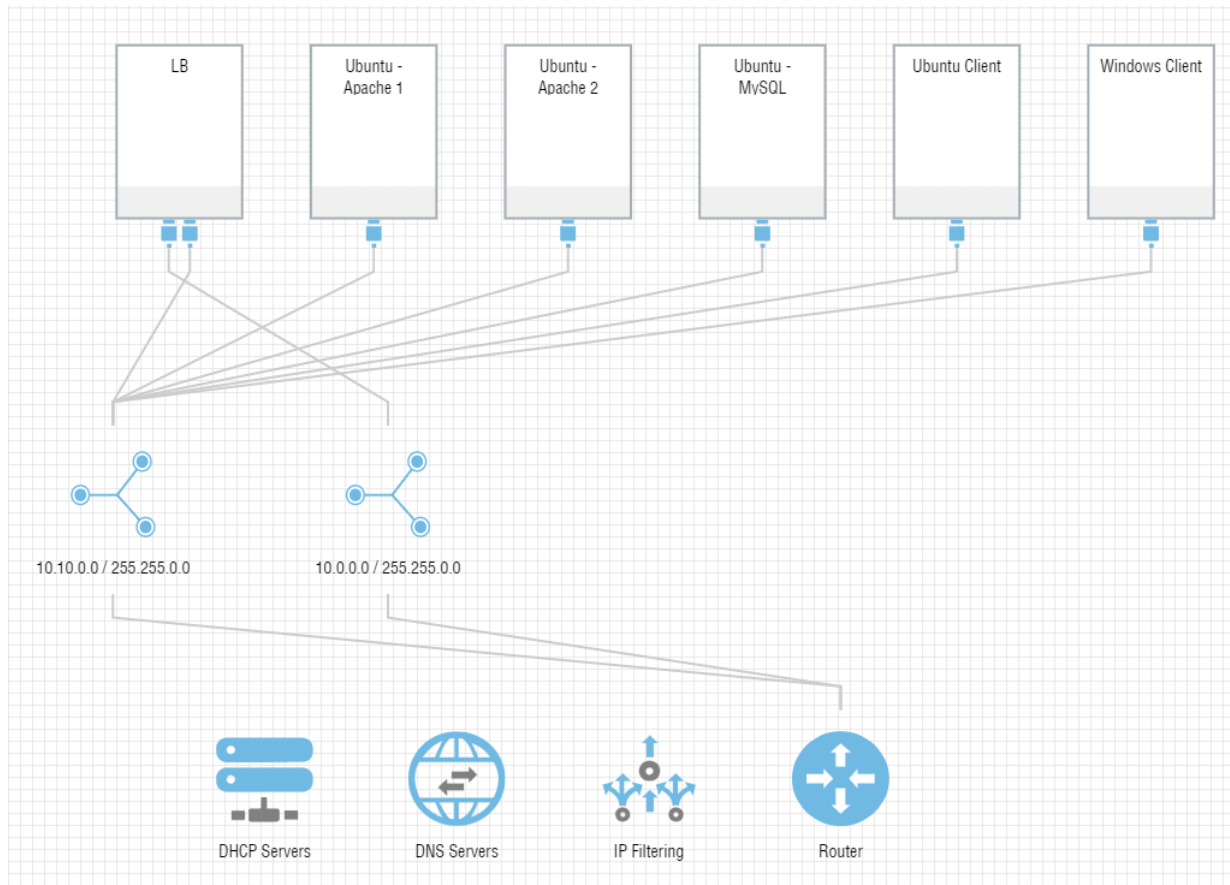 LB
Ubuntu -
Apache 1
Ubuntu -
Apache 2
Ubuntu -
MySQL
Ubuntu Client
Windows Client
10.10.0.0 / 255.255.0.0
10.0.0.0 / 255.255.0.0
DHCP Servers
DNS Servers
IP Filtering
Router